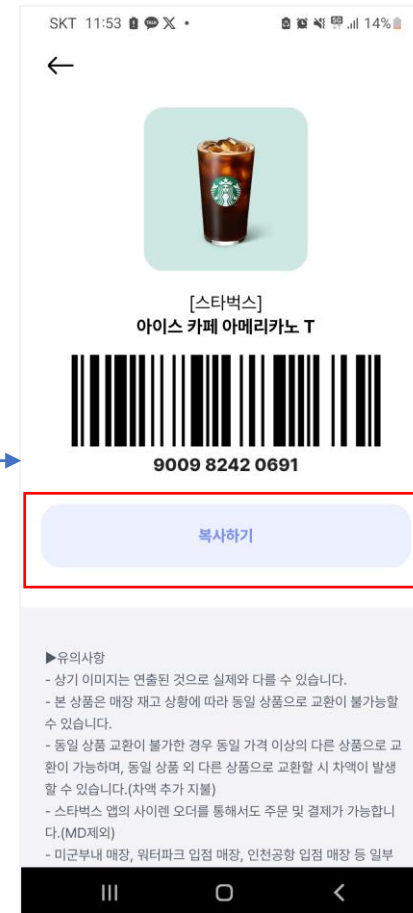 SKT 11:53
14%
[스타벅스]
아이스 카페 아메리카노 T
9009 8242 0691
복사하기
▶유의사항
- 상기 이미지는 연출된 것으로 실제와 다를 수 있습니다.
- 본 상품은 매장 재고 상황에 따라 동일 상품으로 교환이 불가능할
수 있습니다.
- 동일 상품 교환이 불가한 경우 동일 가격 이상의 다른 상품으로 교
환이 가능하며, 동일 상품 외 다른 상품으로 교환할 시 차액이 발생
할 수 있습니다.(차액 추가 지불)
- 스타벅스 앱의 사이렌 오더를 통해서도 주문 및 결제가 가능합니
다.(MD제외)
- 미군부내 매장, 워터파크 입점 매장, 인천공항 입점 매장 등 일부